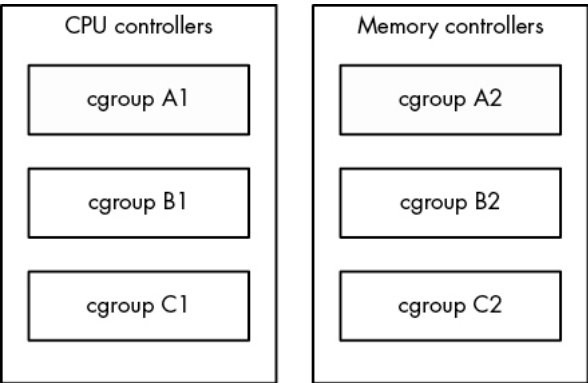 CPU controllers
cgroup A1
cgroup B1
cgroup C1
Memory controllers
cgroup A2
cgroup B2
cgroup C2